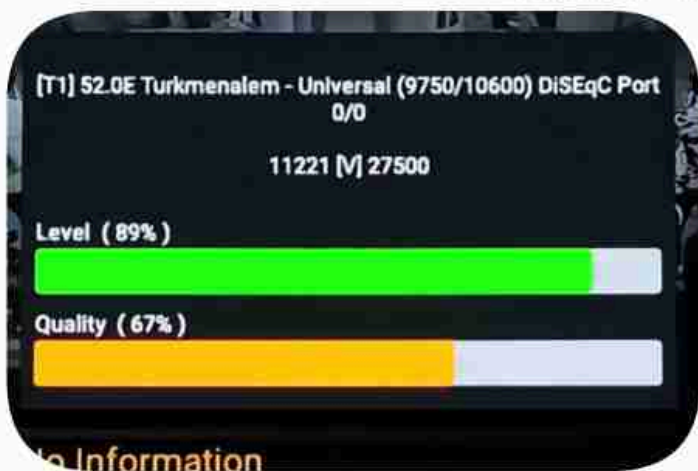 [T1] 52.0E Turkmenalem - Universal (9750/10600) DiSEqC Port
0/0
11221 [V] 27500
Level ( 89% )
Quality ( 67% )
Information